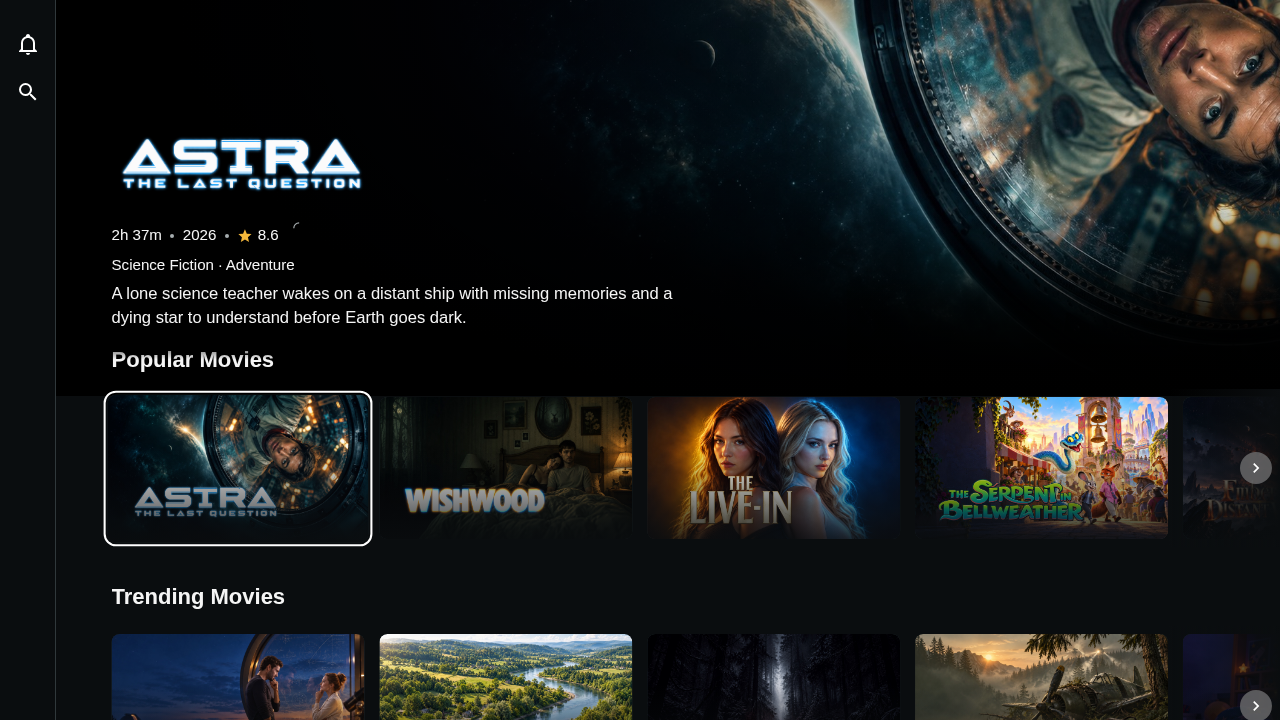 ASTRA
THE LAST QUESTION
2h 37m • 2026 • 8.6
Science Fiction · Adventure
A lone science teacher wakes on a distant ship with missing memories and a
dying star to understand before Earth goes dark.
Popular Movies
ASTRA
THE LAST QUESTION
WISHWOOD
THE
LIVE-IN
THE SERPENT IN
BELLWEATHER
Trending Movies